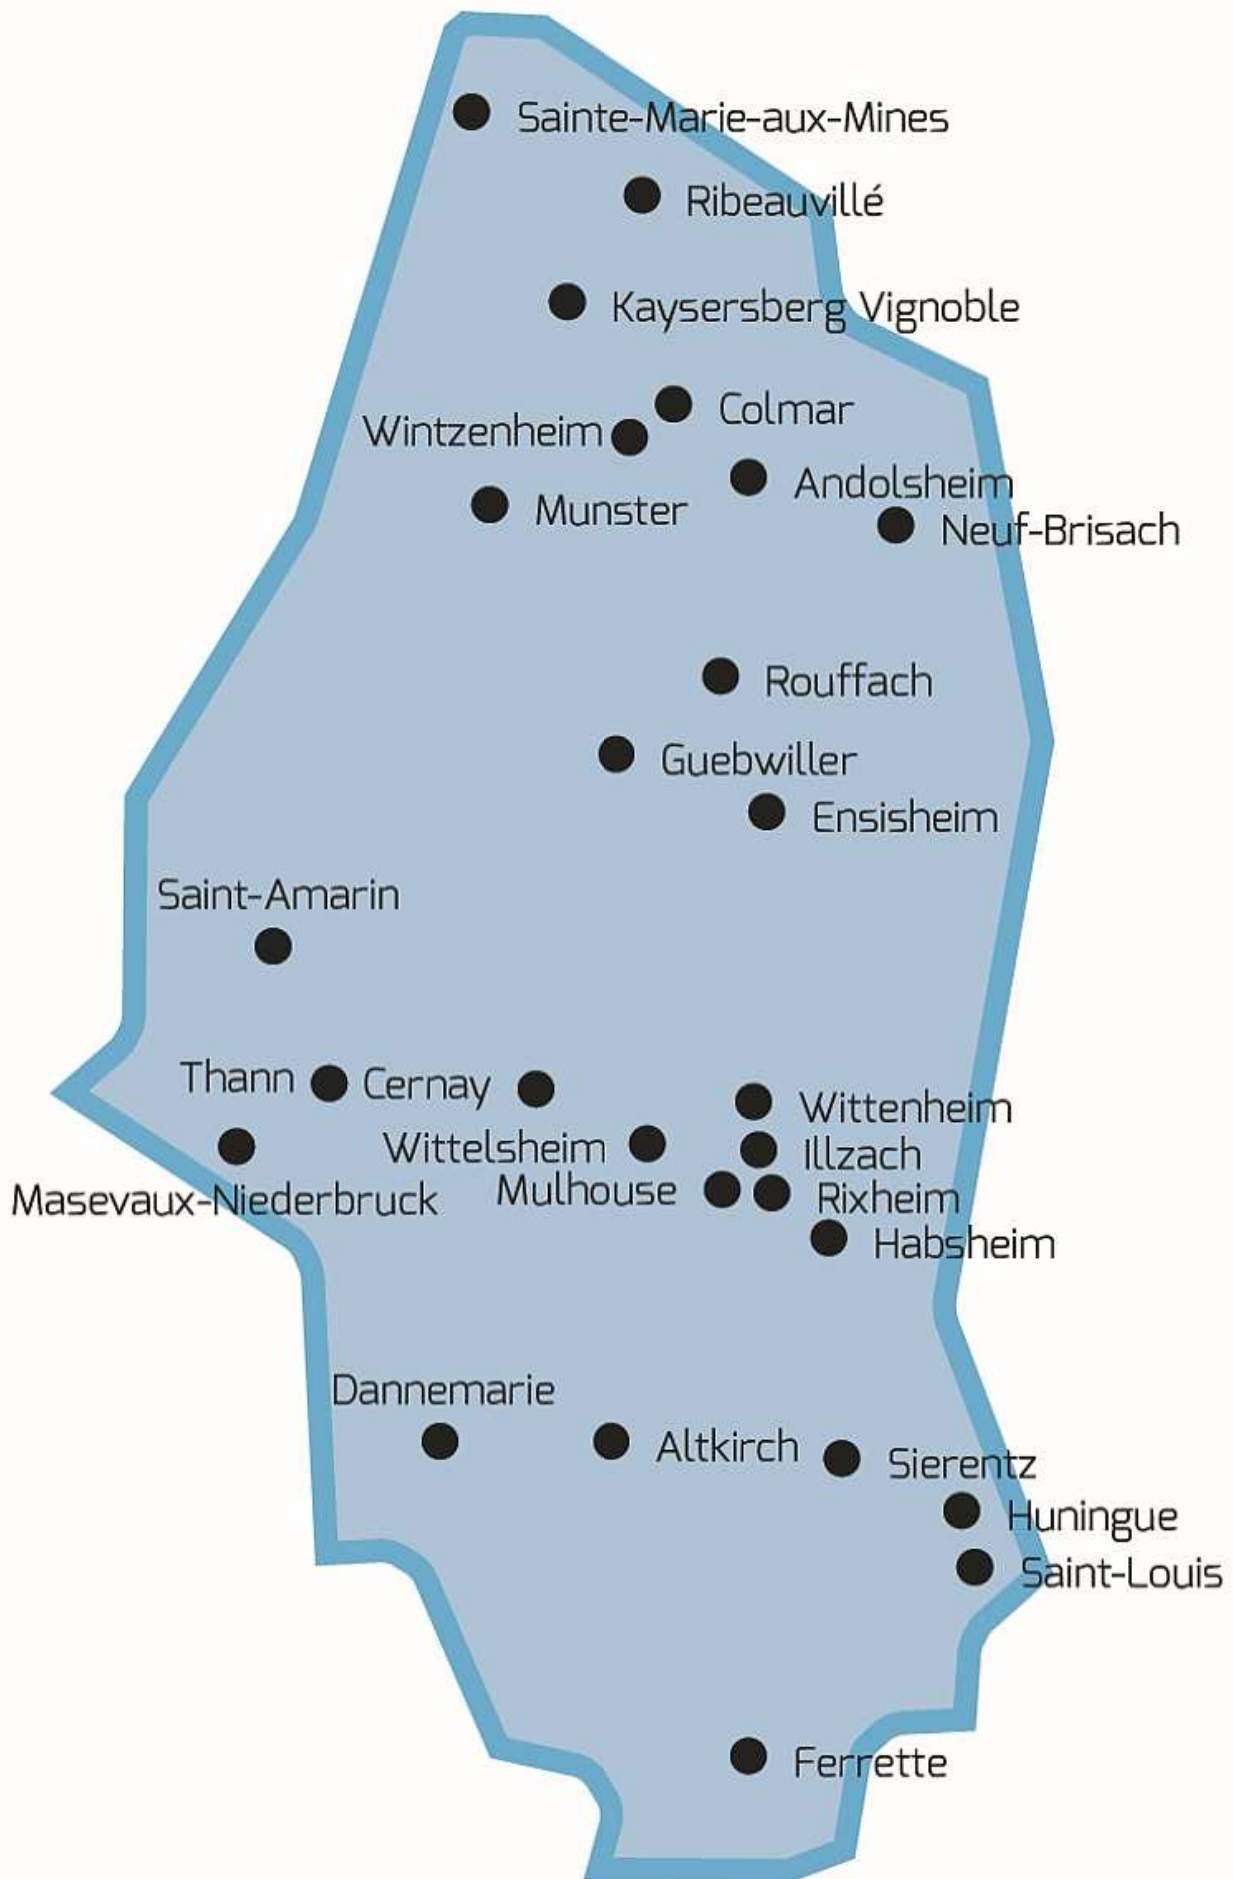 Sainte-Marie-aux-Mines
Ribeauvillé
Kaysersberg Vignoble
Colmar
Wintzenheim
Andolsheim
Munster
Neuf-Brisach
Rouffach
Guebwiller
Ensisheim
Saint-Amarin
Thann
Cernay
Wittenheim
Wittelsheim
Illzach
Mulhouse
Rixheim
Masevaux-Niederbruck
Habsheim
Dannemarie
Altkirch
Sierentz
Huningue
Saint-Louis
Ferrette